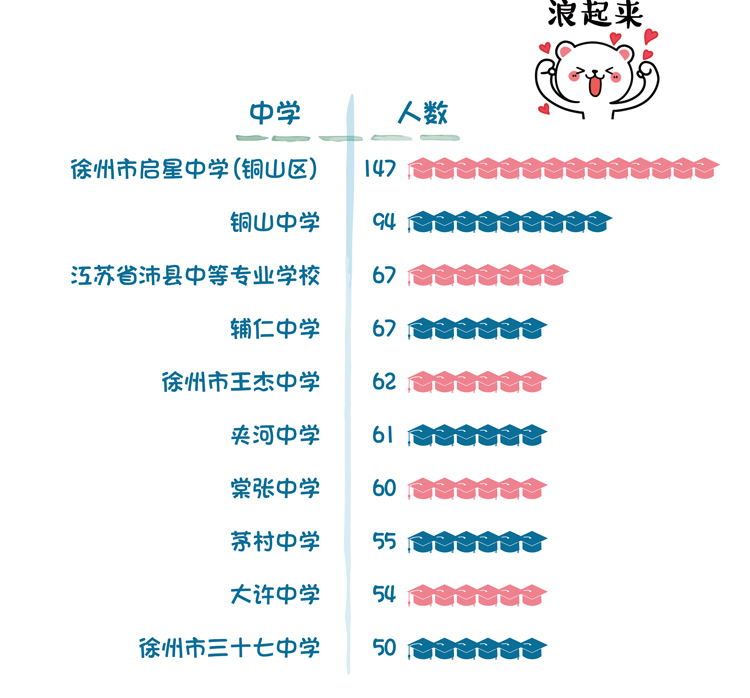 浪起来
中学 人数
徐州市启星中学(铜山区) 147
铜山中学 94
江苏省沛县中等专业学校 67
辅仁中学 67
徐州市王杰中学 62
夹河中学 61
棠张中学 60
茅村中学 55
大许中学 54
徐州市三十七中学 50